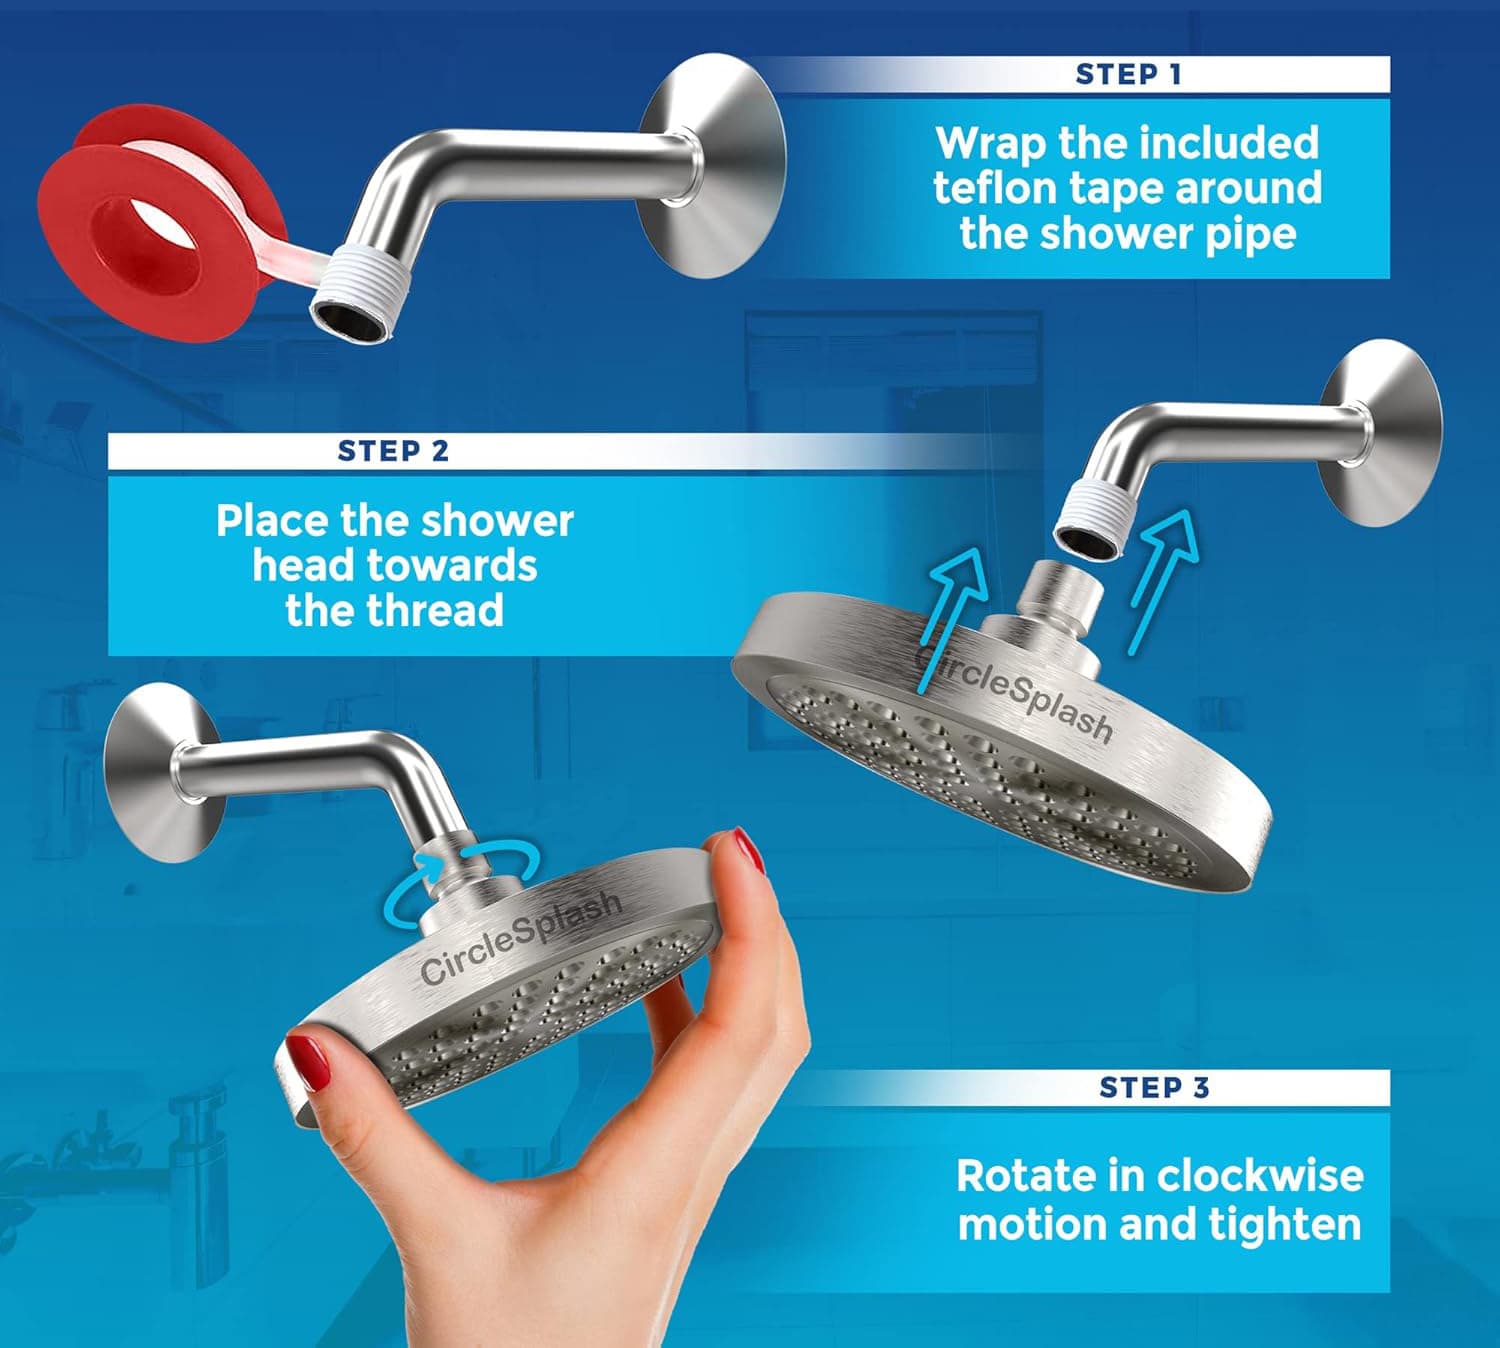 STEP 1
Wrap the included
teflon tape around
the shower pipe
STEP 2
Place the shower
head towards
the thread
CircleSplash
CircleSplash
STEP 3
Rotate in clockwise
motion and tighten